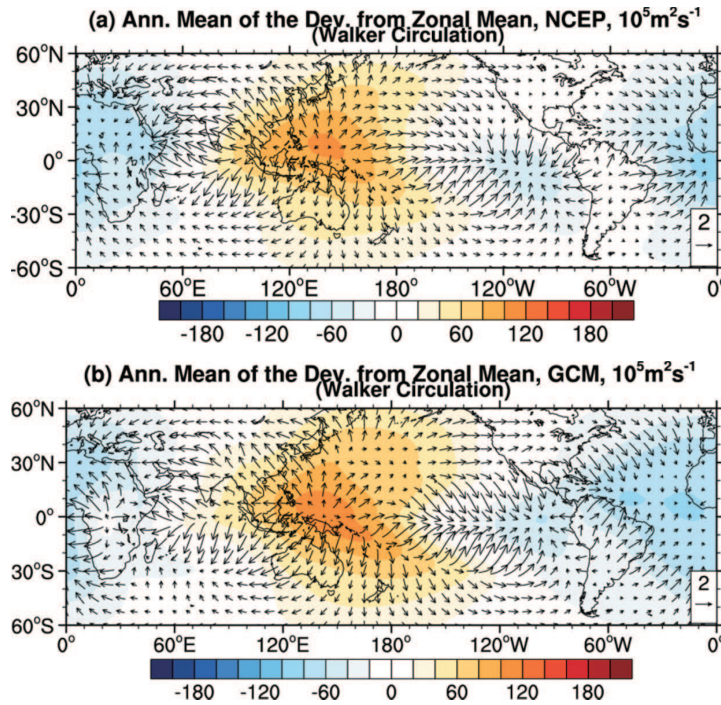 (a) Ann. Mean of the Dev. from Zonal Mean, NCEP, 10⁵m²s⁻¹
(Walker Circulation)
60°N
30°N
0°
-30°S
-60°S
2
0° 60°E 120°E 180° 120°W 60°W 0°
-180 -120 -60 0 60 120 180
(b) Ann. Mean of the Dev. from Zonal Mean, GCM, 10⁵m²s⁻¹
(Walker Circulation)
60°N
30°N
0°
30°S
60°S
2
0° 60°E 120°E 180° 120°W 60°W 0°
-180 -120 -60 0 60 120 180